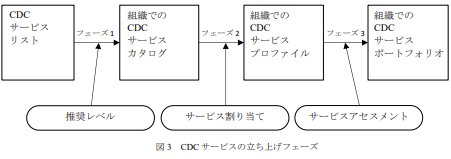 CDC
サービス
リスト
フェーズ 1
組織での
CDC
サービス
カタログ
フェーズ 2
組織での
CDC
サービス
プロファイル
フェーズ 3
組織での
CDC
サービス
ポートフォリオ
推奨レベル
サービス割り当て
サービスアセスメント
図 3 CDC サービスの立ち上げフェーズ